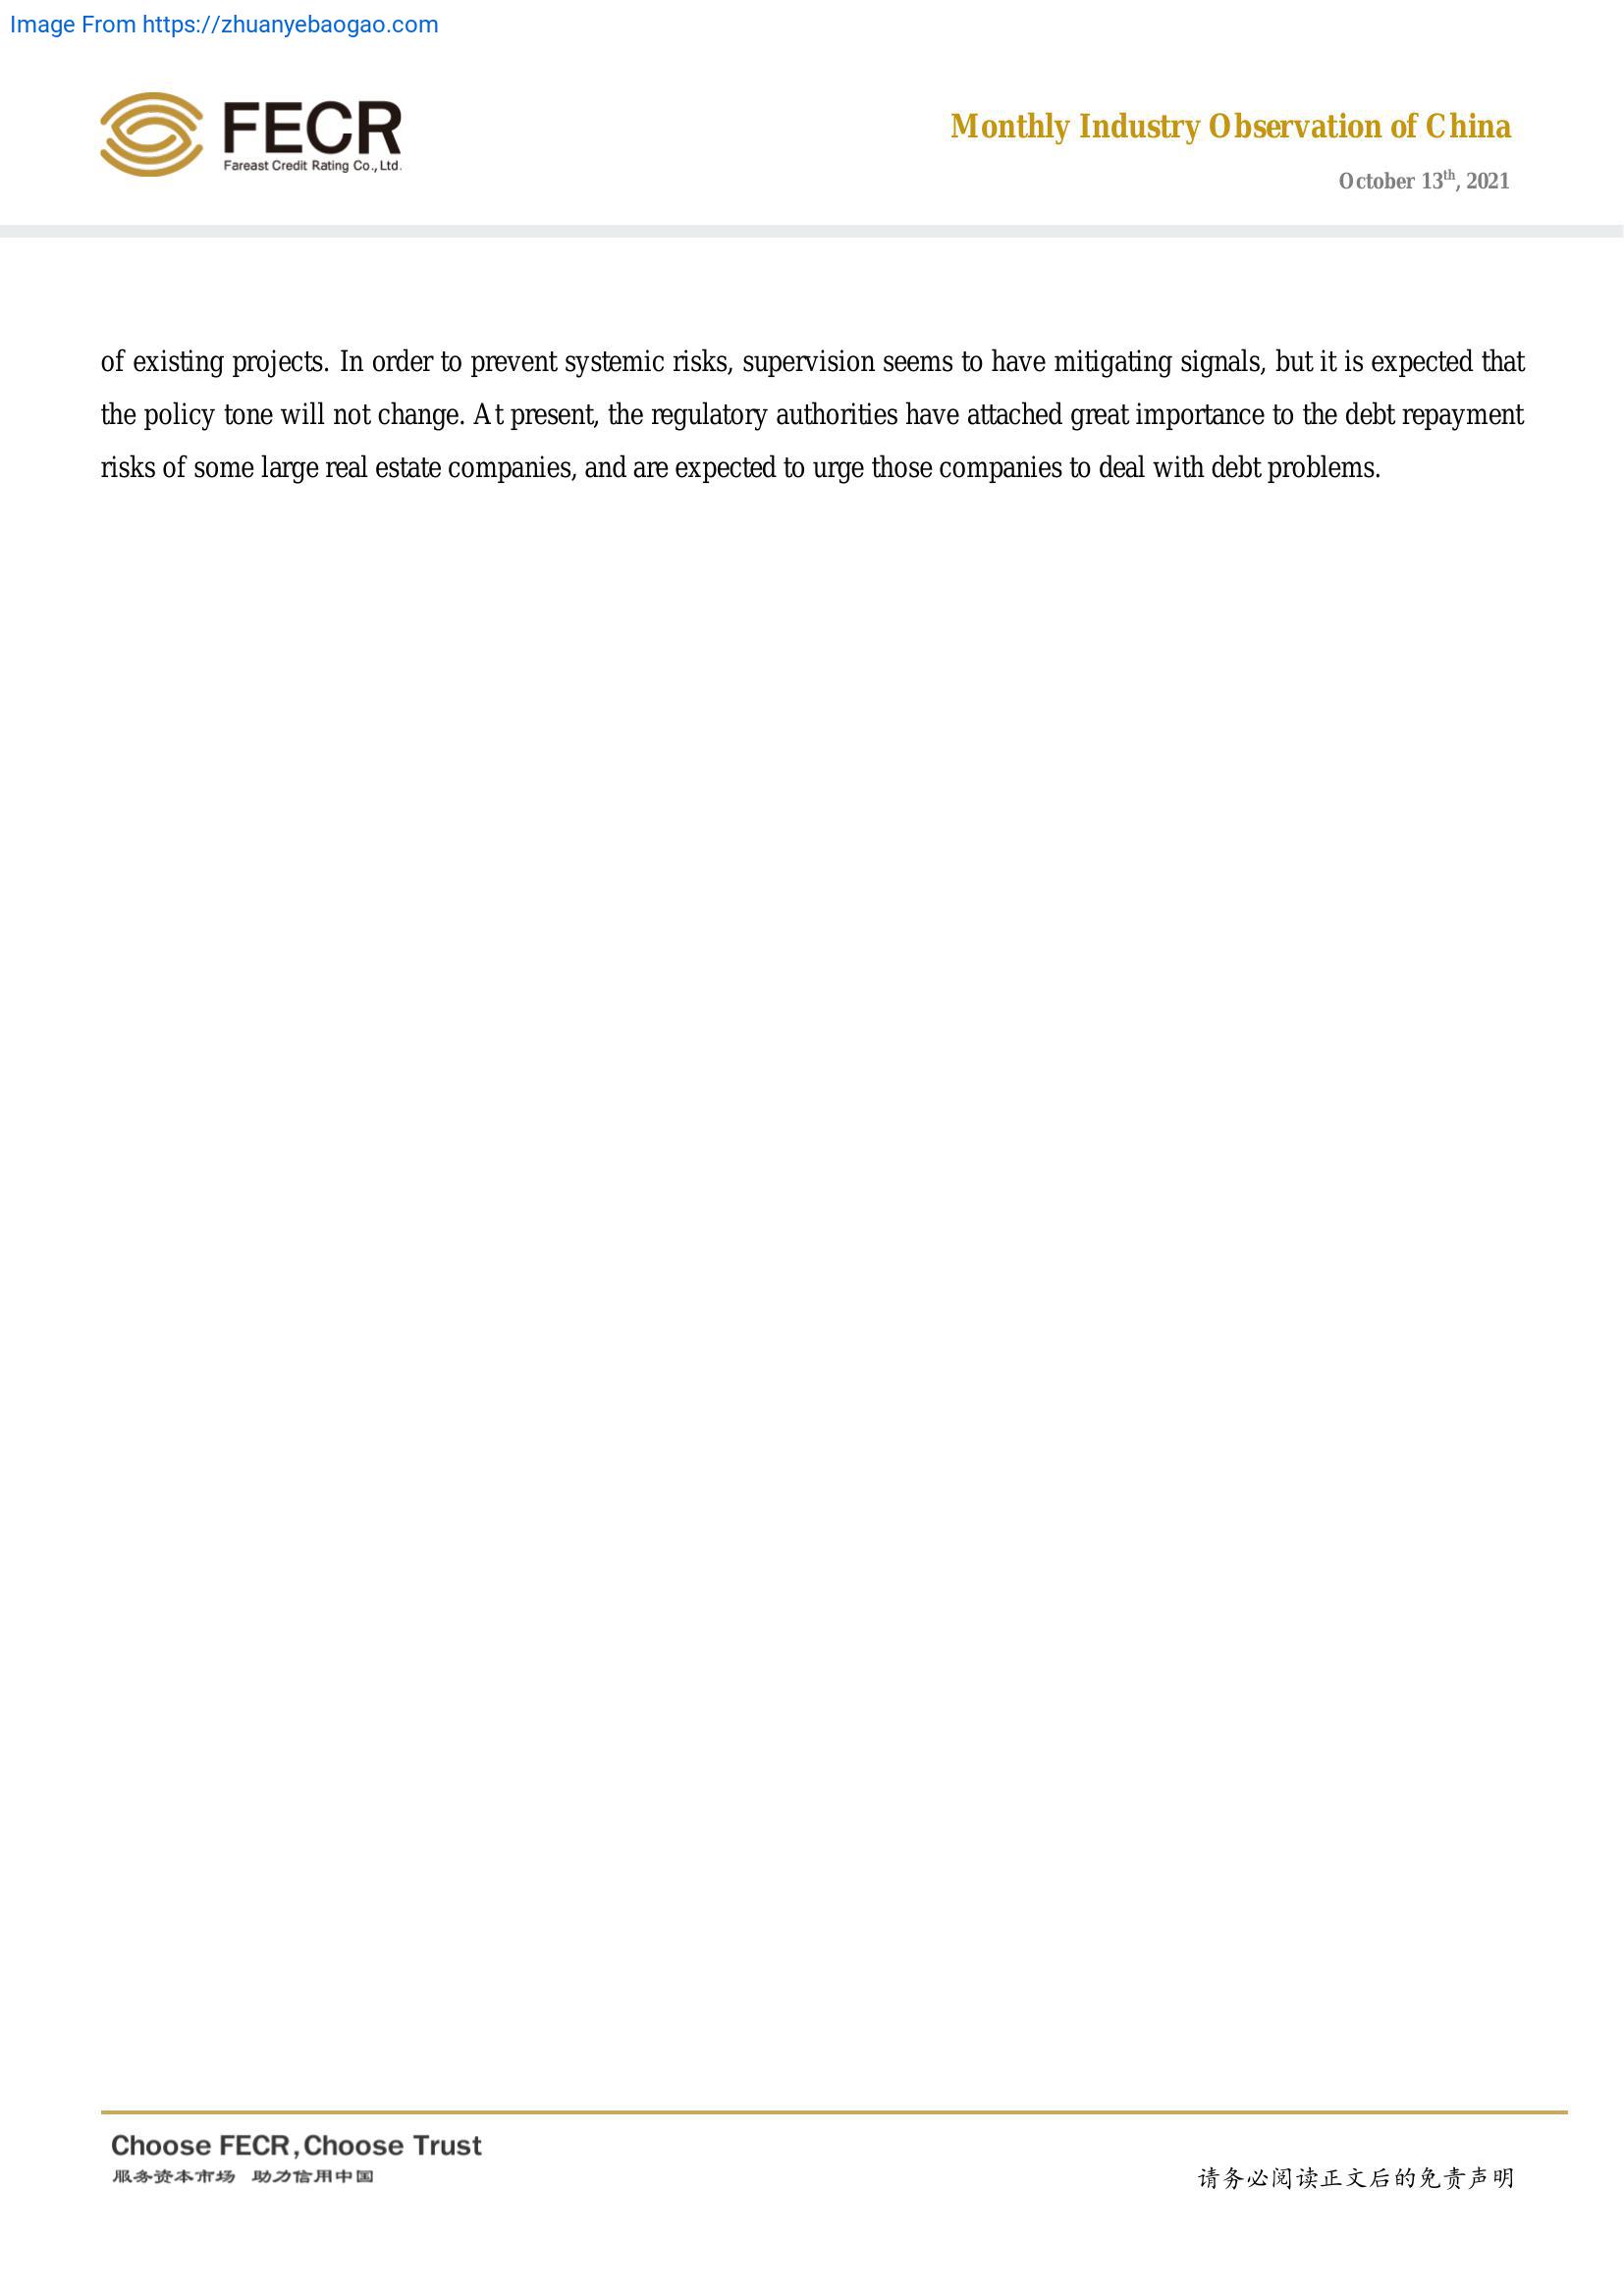 Image From https://zhuanyebaogao.com
FECR
Fareast Credit Rating Co., Ltd.
Monthly Industry Observation of China
October 13th, 2021
of existing projects. In order to prevent systemic risks, supervision seems to have mitigating signals, but it is expected that
the policy tone will not change. At present, the regulatory authorities have attached great importance to the debt repayment
risks of some large real estate companies, and are expected to urge those companies to deal with debt problems.
Choose FECR, Choose Trust
服务资本市场 助力信用中国
请务必阅读正文后的免责声明